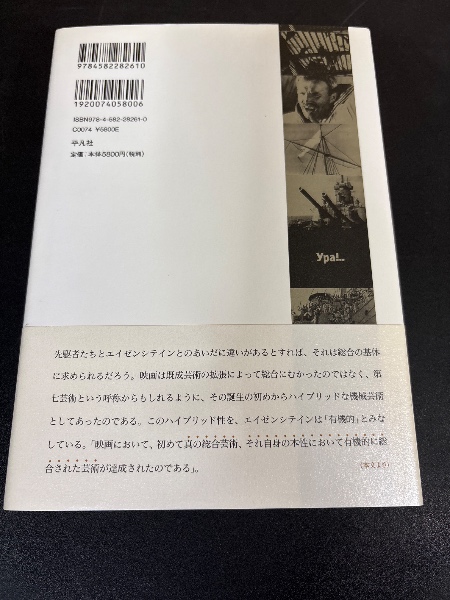 9784582282610
1920074058006
ISBN978-4-582-28261-0
C0074 ¥5800E
平凡社
定価:本体5800円(税別)
Ура!..
先駆者たちとエイゼンシテインとのあいだに違いがあるとすれば、それは総合の基体
に求められるだろう。映画は既成芸術の拡張によって総合にむかったのではなく、第
七芸術という呼称からもしれるように、その誕生の初めからハイブリッドな機械芸術
としてあったのである。このハイブリッド性を、エイゼンシテインは「有機的」とみな
している。「映画において、初めて真の総合芸術、それ自身の本性において有機的に総
合された芸術が達成されたのである」。
(本文より)